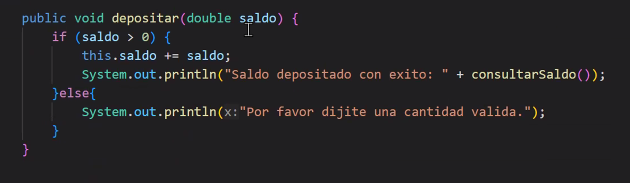 public void depositar(double saldo) {
if (saldo > 0) {
this.saldo += saldo;
System.out.println("Saldo depositado con exito: " + consultarSaldo());
}else{
System.out.println(x:"Por favor dijite una cantidad valida.");
}
}